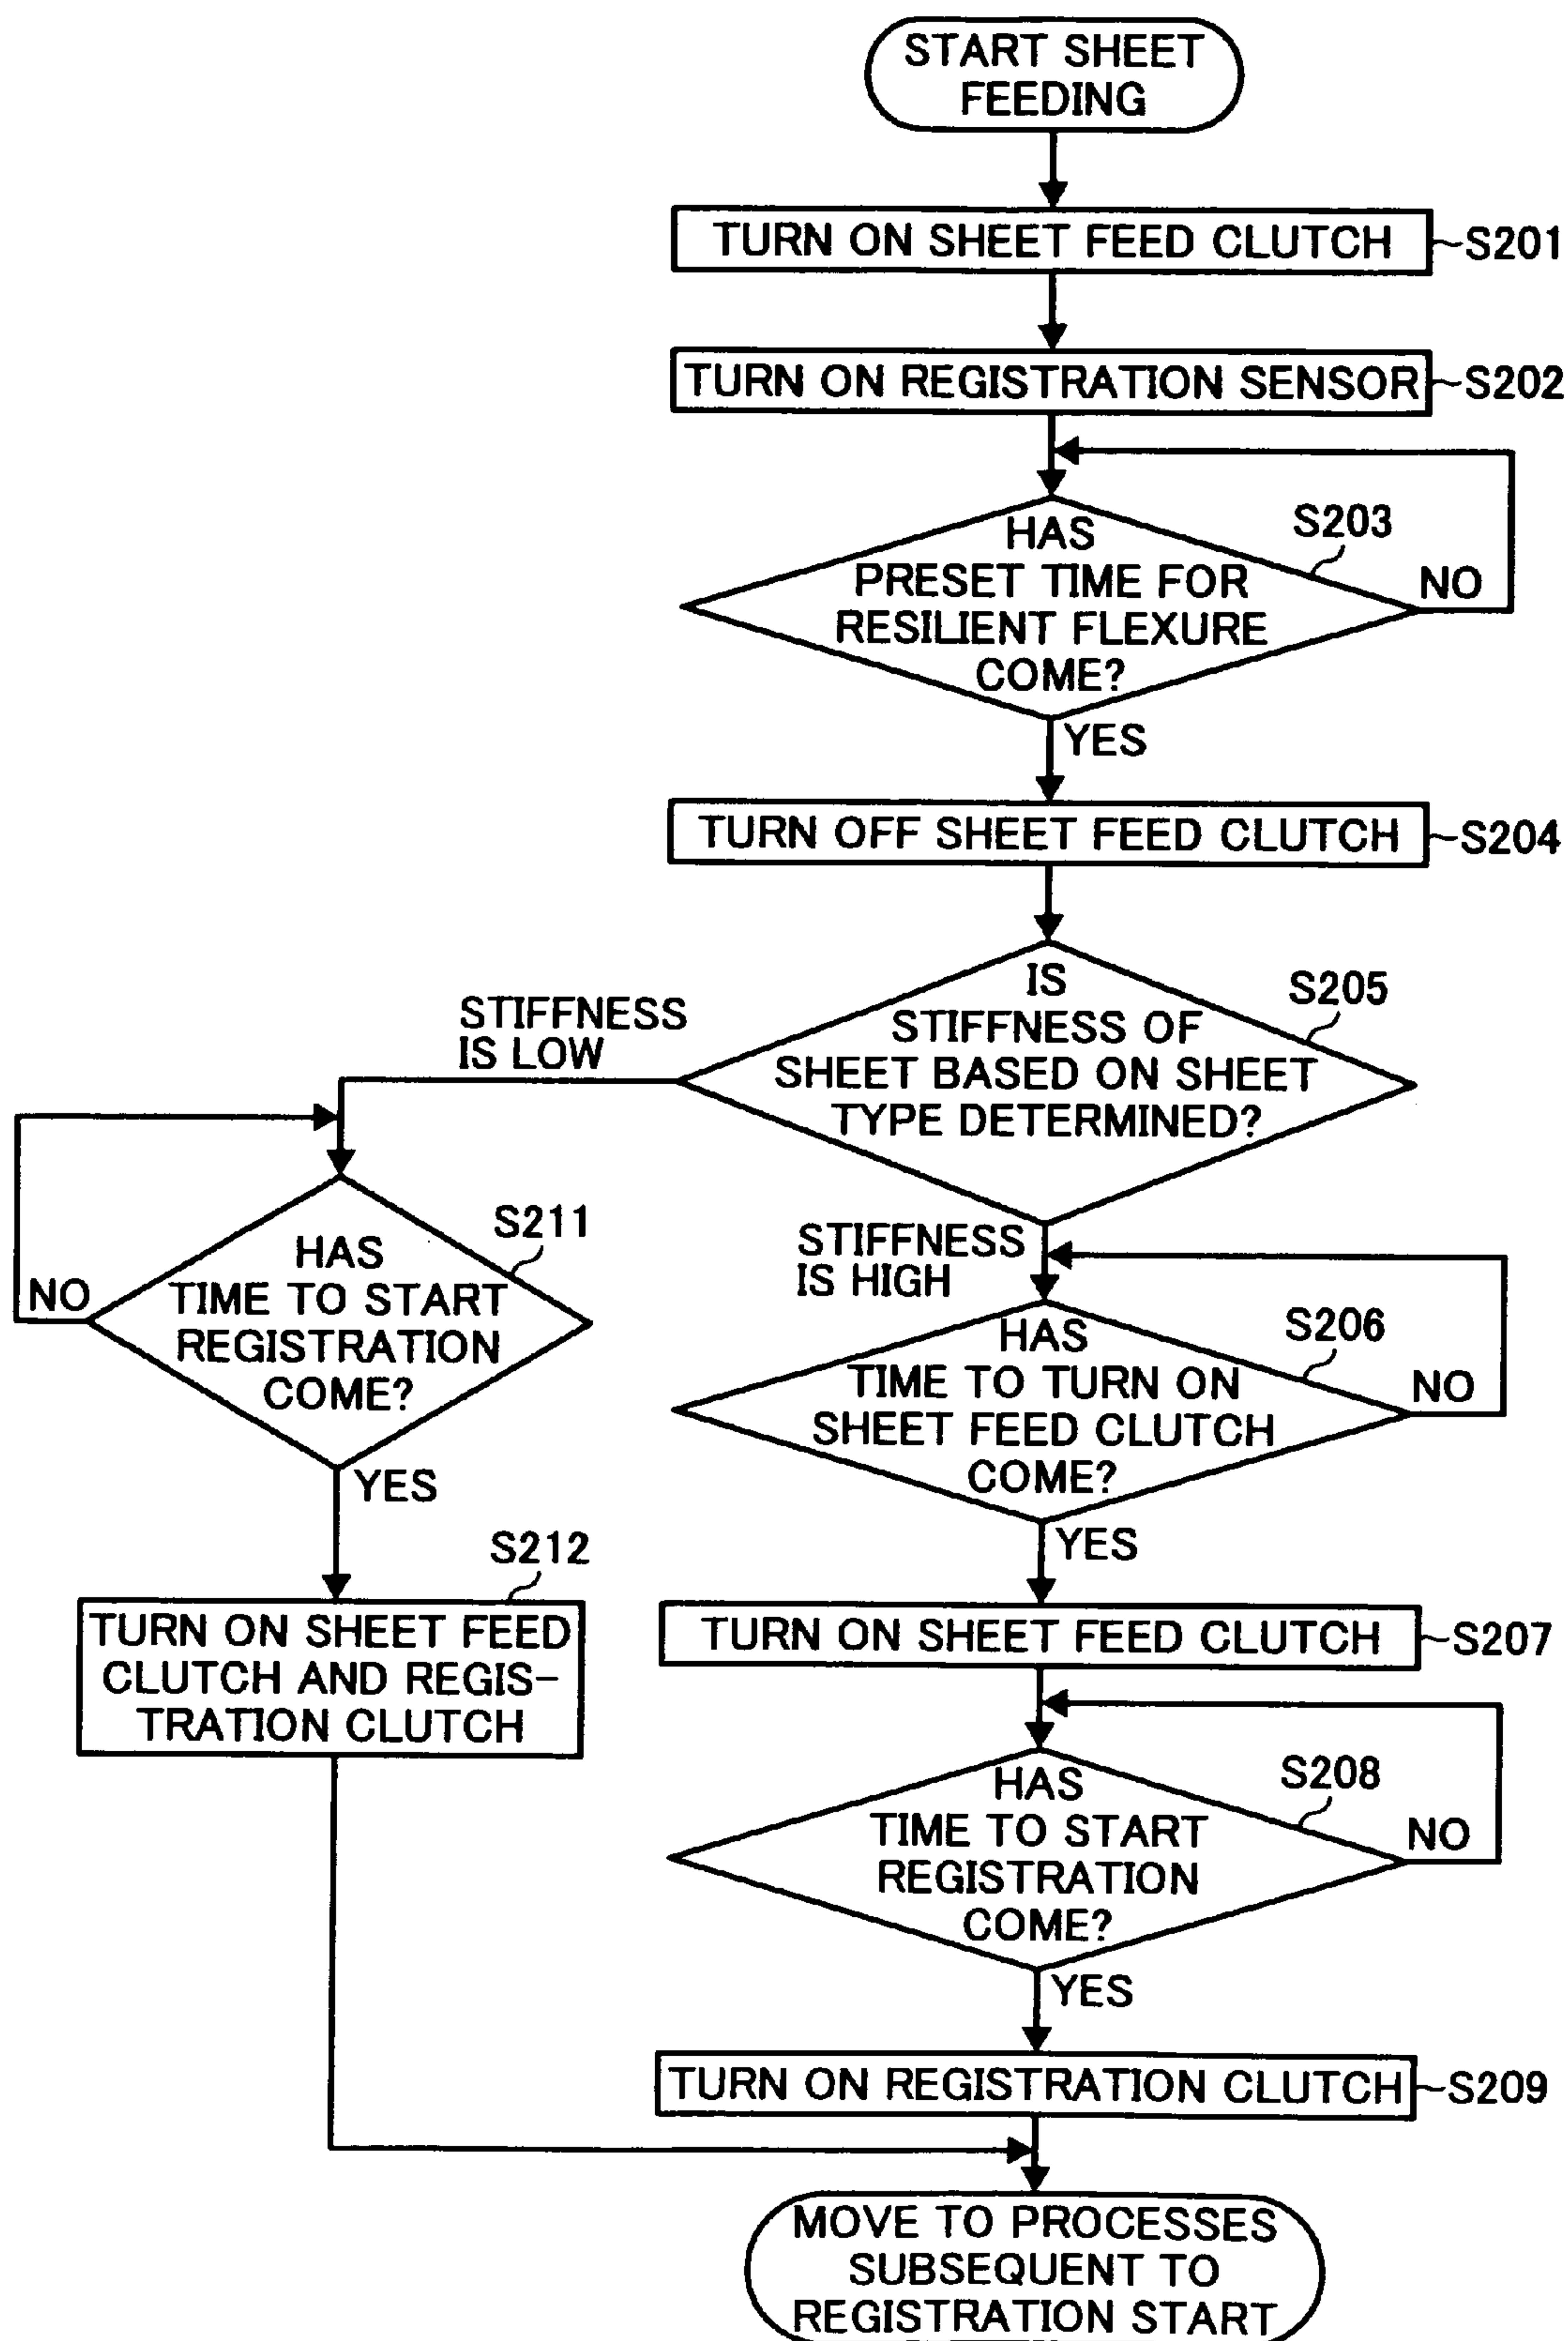 START SHEET
FEEDING
TURN ON SHEET FEED CLUTCH
S201
TURN ON REGISTRATION SENSOR
S202
HAS
PRESET TIME FOR
RESILIENT FLEXURE
COME?
S203
NO
YES
TURN OFF SHEET FEED CLUTCH
S204
IS
STIFFNESS OF
SHEET BASED ON SHEET
TYPE DETERMINED?
S205
STIFFNESS
IS LOW
STIFFNESS
IS HIGH
HAS
TIME TO START
REGISTRATION
COME?
S211
NO
YES
S212
TURN ON SHEET FEED
CLUTCH AND REGIS-
TRATION CLUTCH
HAS
TIME TO TURN ON
SHEET FEED CLUTCH
COME?
S206
NO
YES
TURN ON SHEET FEED CLUTCH
S207
HAS
TIME TO START
REGISTRATION
COME?
S208
NO
YES
TURN ON REGISTRATION CLUTCH
S209
MOVE TO PROCESSES
SUBSEQUENT TO
REGISTRATION START